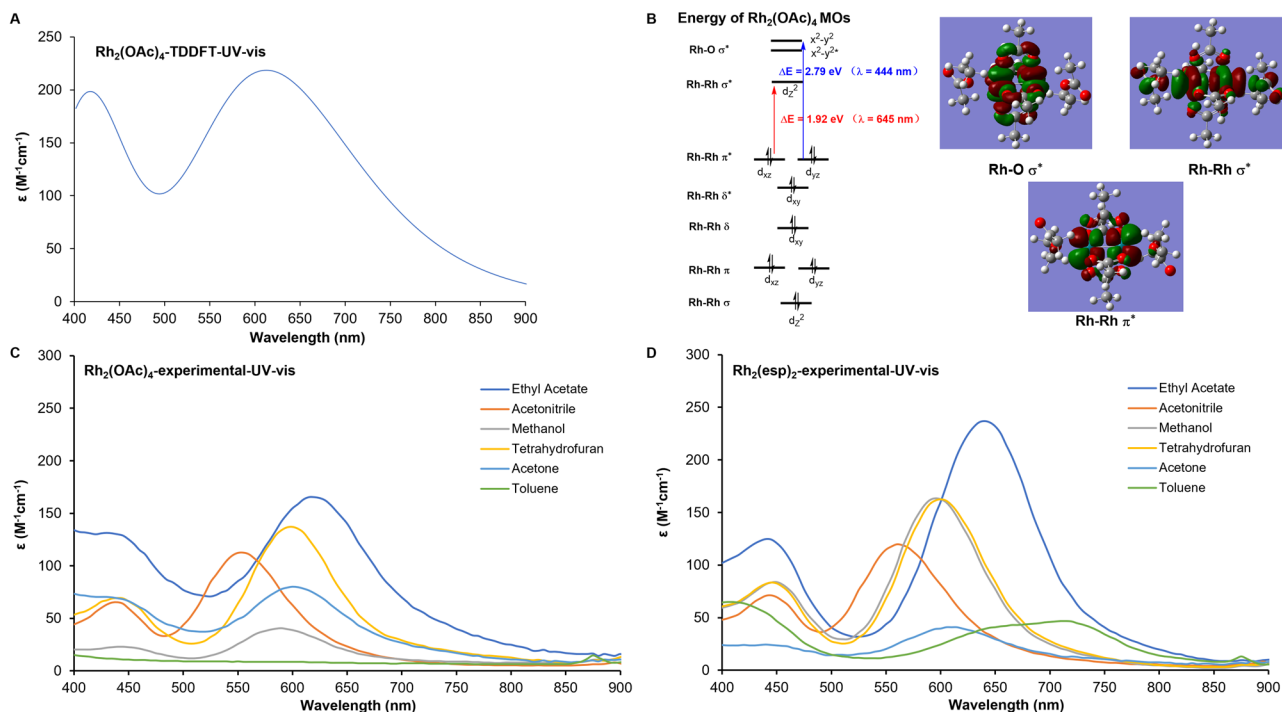 A
Rh₂(OAc)₄-TDDFT-UV-vis
ε (M⁻¹cm⁻¹)
250
200
150
100
50
0
400 450 500 550 600 650 700 750 800 850 900
Wavelength (nm)
B
Energy of Rh₂(OAc)₄ MOs
Rh-O σ*
x²-y²
x²-y²*
ΔE = 2.79 eV (λ = 444 nm)
Rh-Rh σ*
dz²
ΔE = 1.92 eV (λ = 645 nm)
Rh-Rh π*
dxz
dyz
Rh-Rh δ*
dxy
Rh-Rh δ
dxy
Rh-Rh π
dxz
dyz
Rh-Rh σ
dz²
Rh-O σ*
Rh-Rh σ*
Rh-Rh π*
C
Rh₂(OAc)₄-experimental-UV-vis
ε (M⁻¹cm⁻¹)
300
250
200
150
100
50
0
400 450 500 550 600 650 700 750 800 850 900
Wavelength (nm)
Ethyl Acetate
Acetonitrile
Methanol
Tetrahydrofuran
Acetone
Toluene
D
Rh₂(esp)₂-experimental-UV-vis
ε (M⁻¹cm⁻¹)
300
250
200
150
100
50
0
400 450 500 550 600 650 700 750 800 850 900
Wavelength (nm)
Ethyl Acetate
Acetonitrile
Methanol
Tetrahydrofuran
Acetone
Toluene